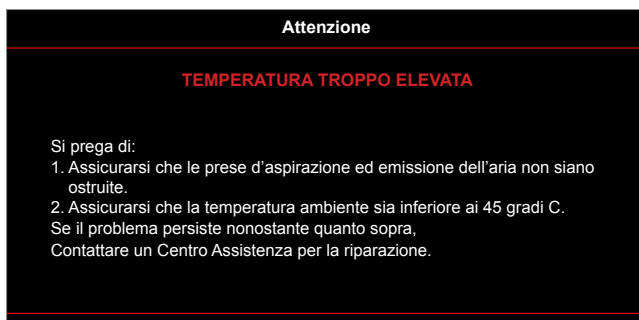 Attenzione
TEMPERATURA TROPPO ELEVATA
Si prega di:
1. Assicurarsi che le prese d’aspirazione ed emissione dell’aria non siano
ostruite.
2. Assicurarsi che la temperatura ambiente sia inferiore ai 45 gradi C.
Se il problema persiste nonostante quanto sopra,
Contattare un Centro Assistenza per la riparazione.